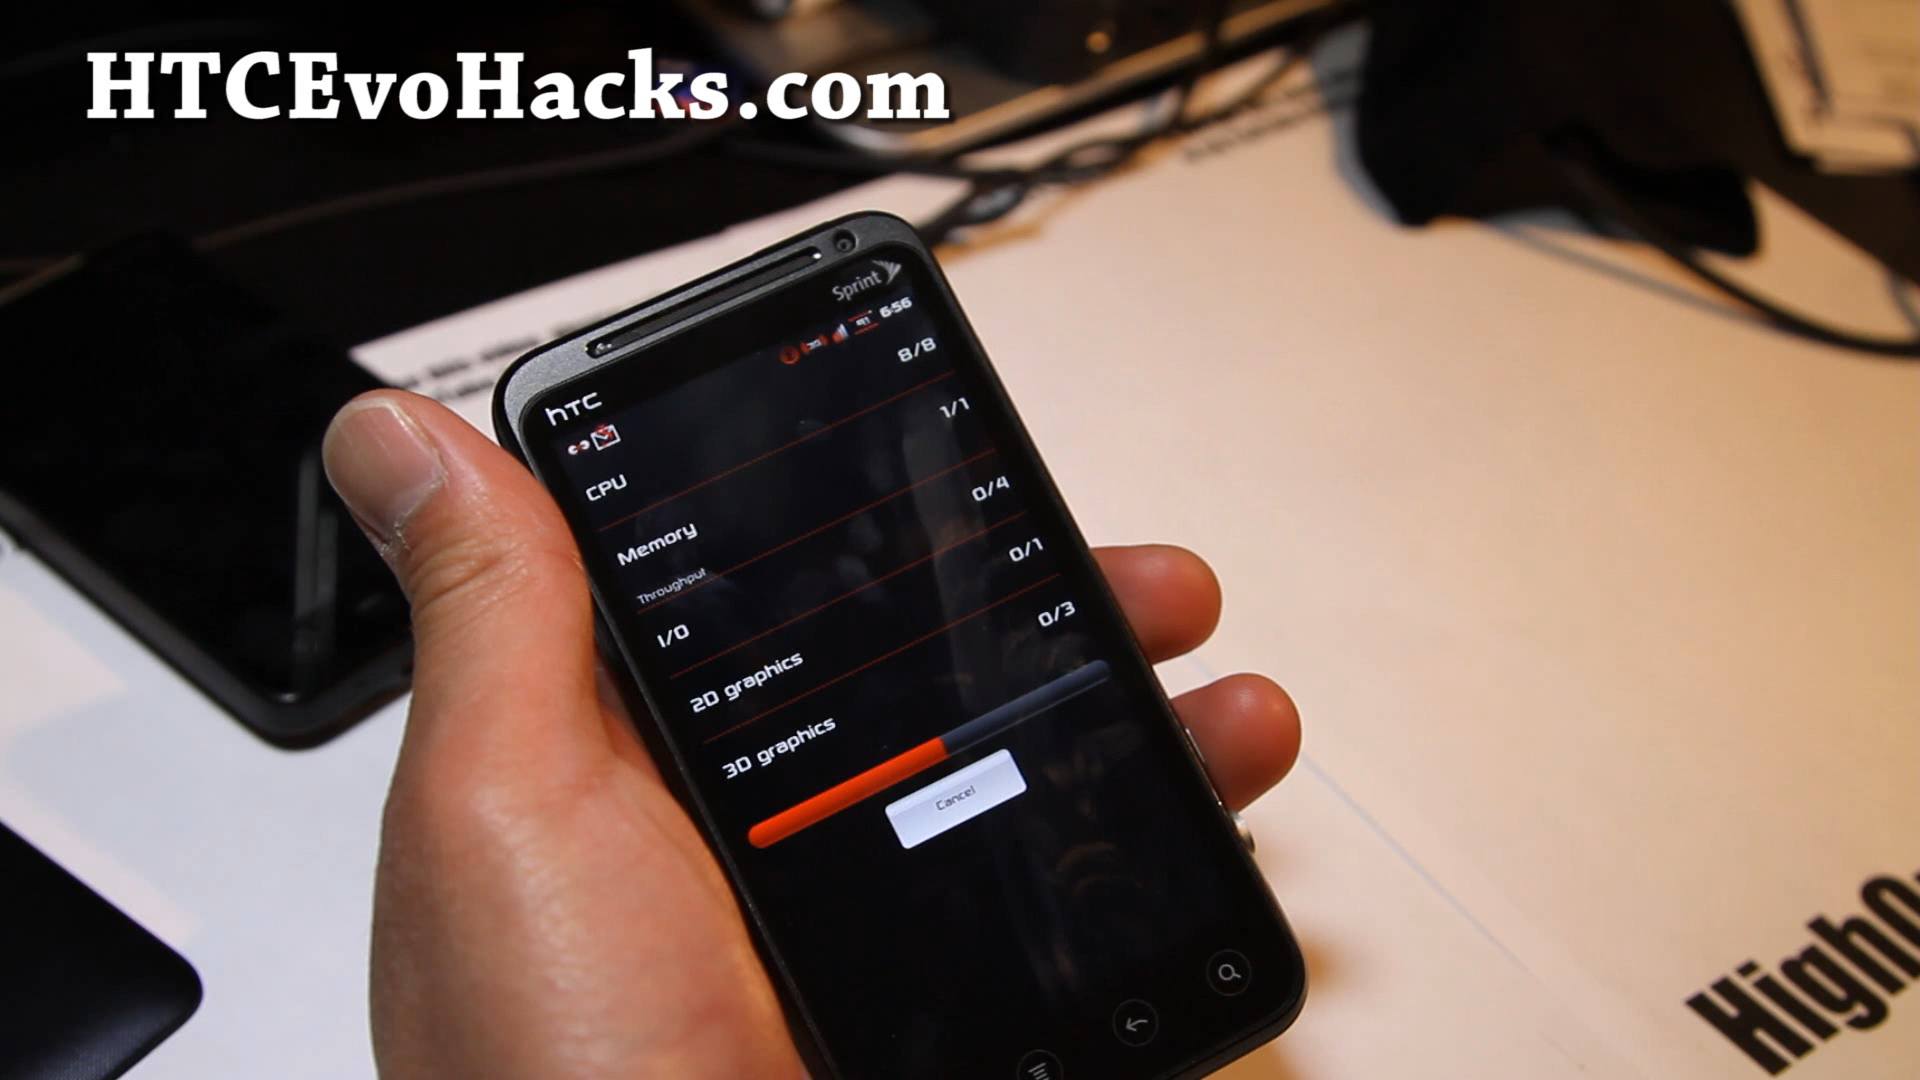 HTCEvoHacks.com
Sprint
6:56
hTC
CPU 8/8
Memory 1/1
Throughput
I/O 0/4
2D graphics 0/1
3D graphics 0/3
Cancel